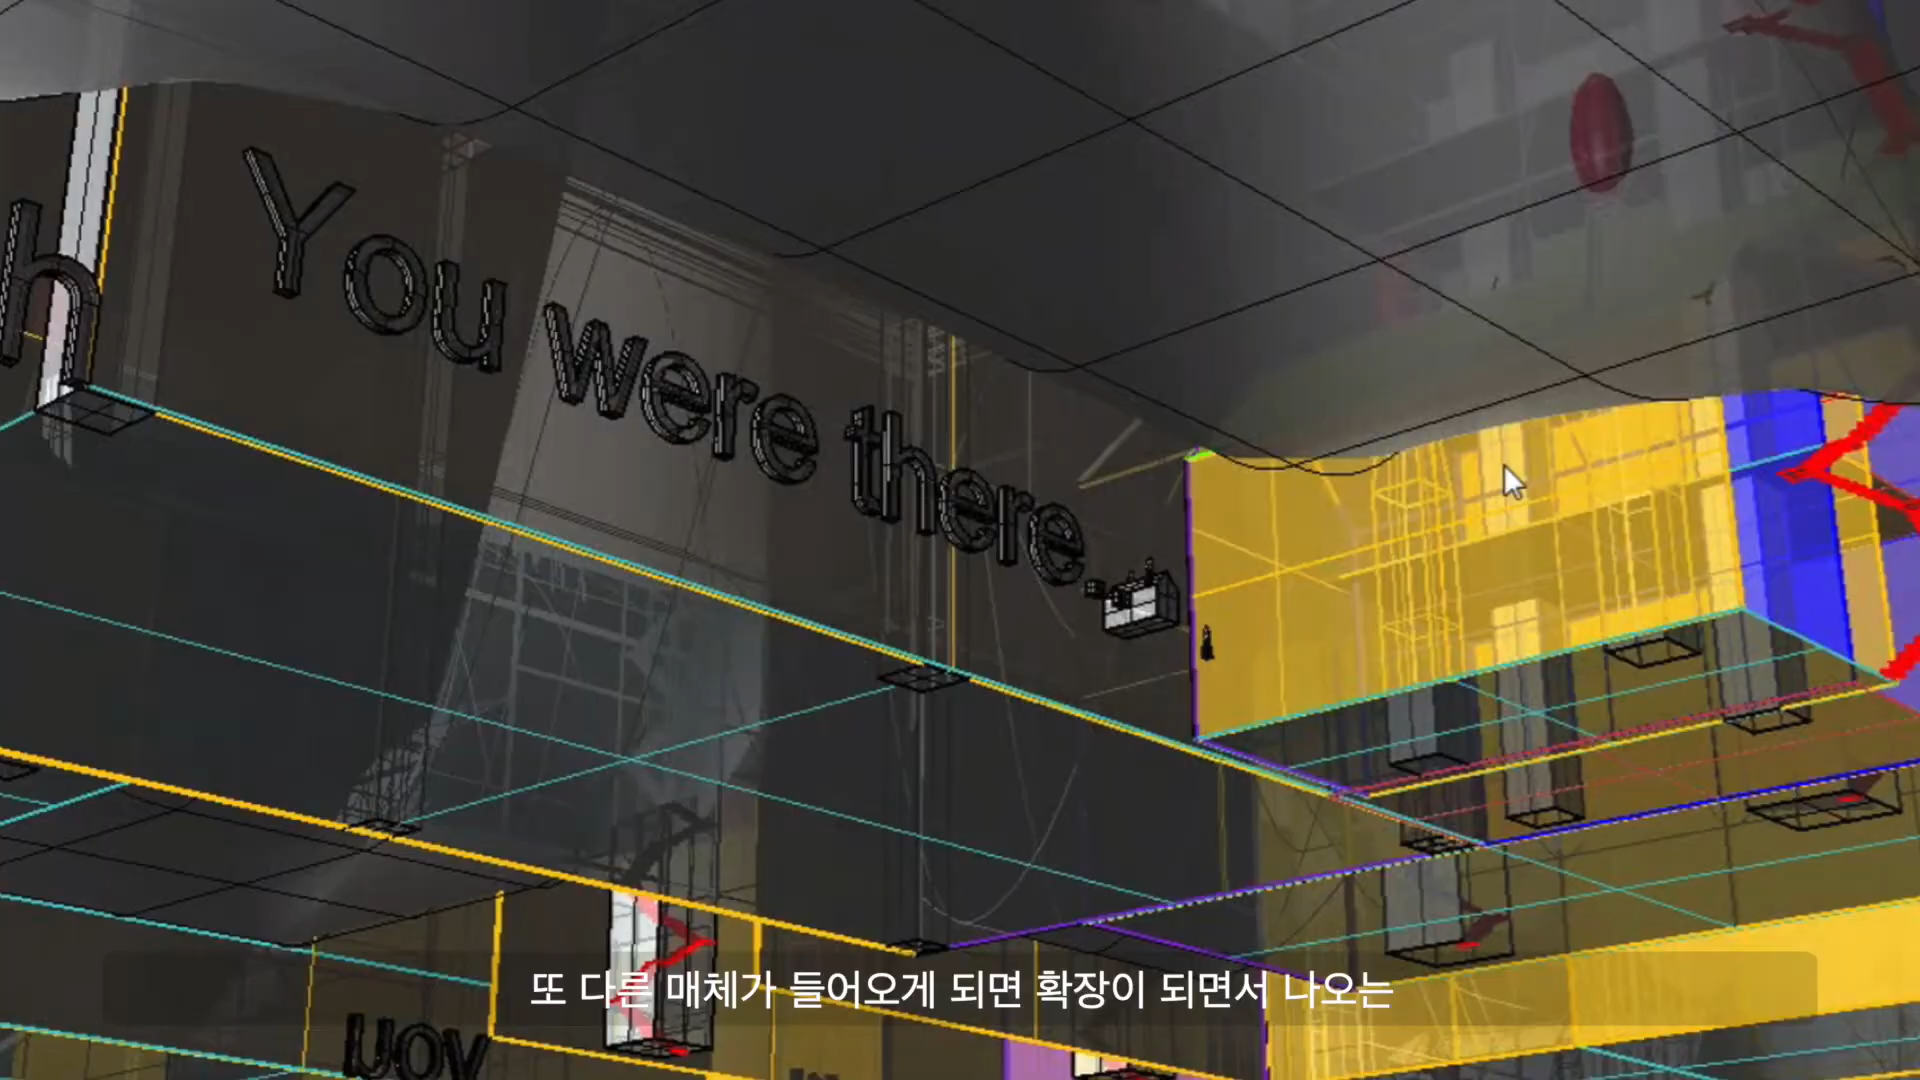 h You were there...
또 다른 매체가 들어오게 되면 확장이 되면서 나오는
you